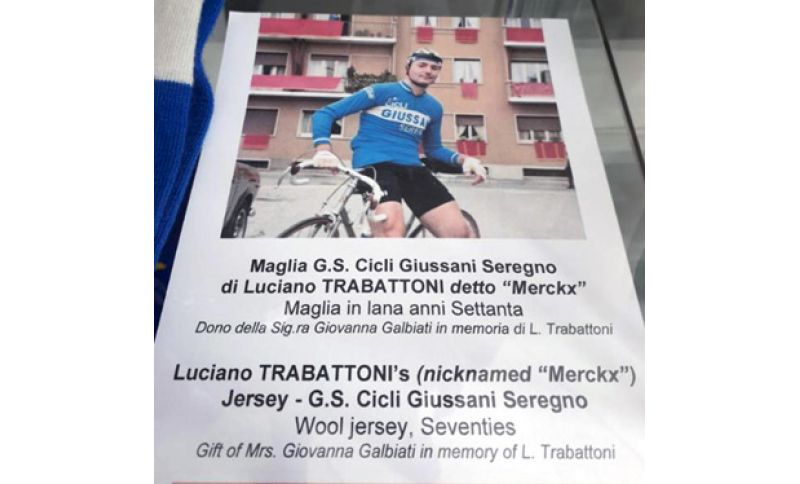 GIUSSA
Maglia G.S. Cicli Giussani Seregno
di Luciano TRABATTONI detto “Merckx”
Maglia in lana anni Settanta
Dono della Sig.ra Giovanna Galbiati in memoria di L. Trabattoni
Luciano TRABATTONI's (nicknamed “Merckx”)
Jersey - G.S. Cicli Giussani Seregno
Wool jersey, Seventies
Gift of Mrs. Giovanna Galbiati in memory of L. Trabattoni